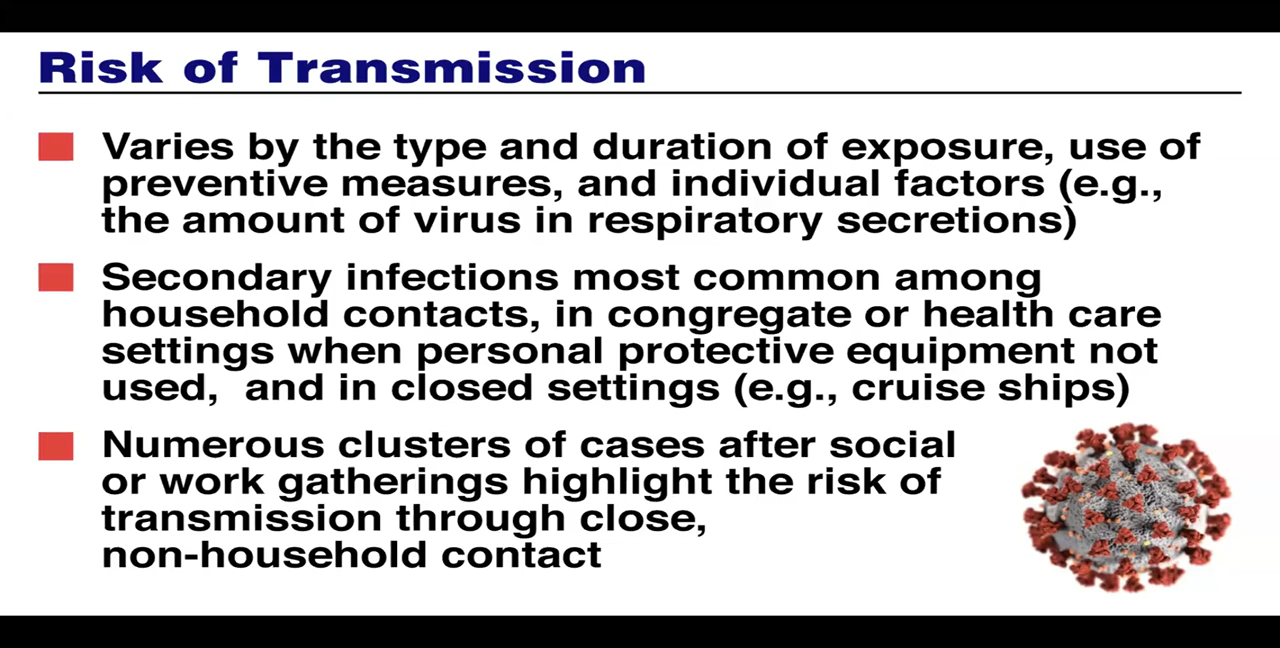 Risk of Transmission
Varies by the type and duration of exposure, use of
preventive measures, and individual factors (e.g.,
the amount of virus in respiratory secretions)
Secondary infections most common among
household contacts, in congregate or health care
settings when personal protective equipment not
used,  and in closed settings (e.g., cruise ships)
Numerous clusters of cases after social
or work gatherings highlight the risk of
transmission through close,
non-household contact